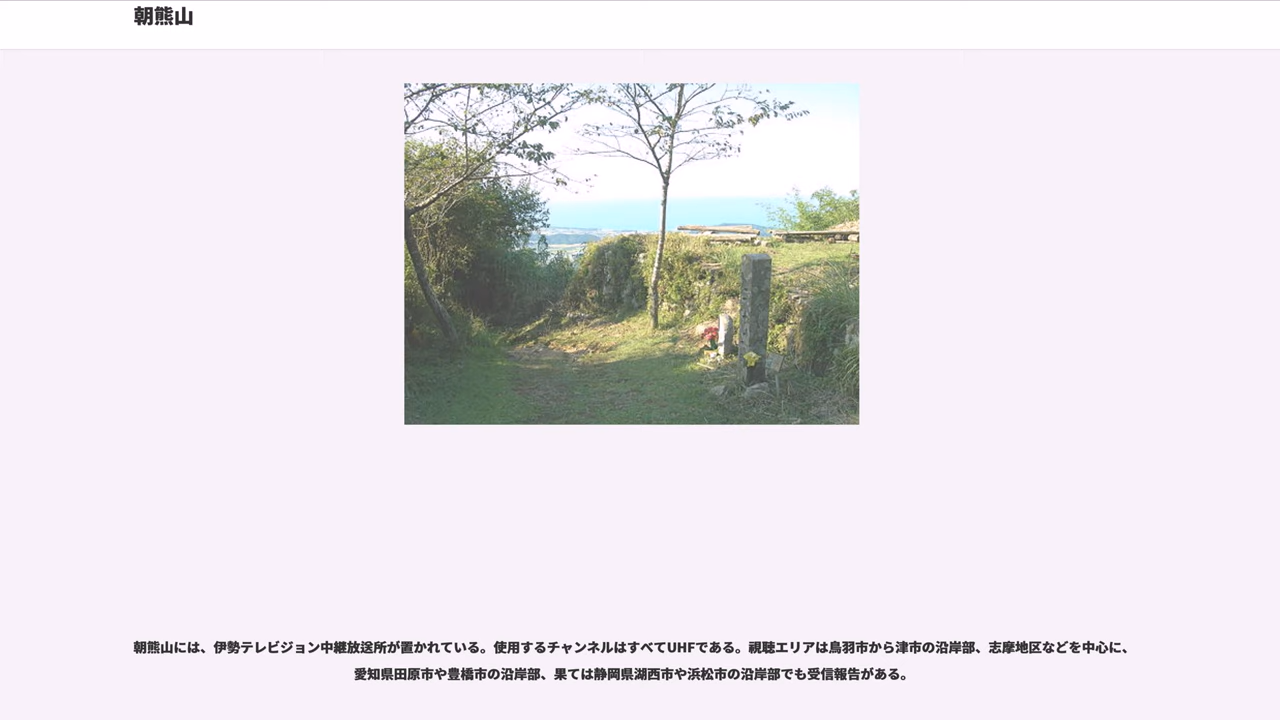 朝熊山
朝熊山には、伊勢テレビジョン中継放送所が置かれている。使用するチャンネルはすべてUHFである。視聴エリアは鳥羽市から津市の沿岸部、志摩地区などを中心に、
愛知県田原市や豊橋市の沿岸部、果ては静岡県湖西市や浜松市の沿岸部でも受信報告がある。